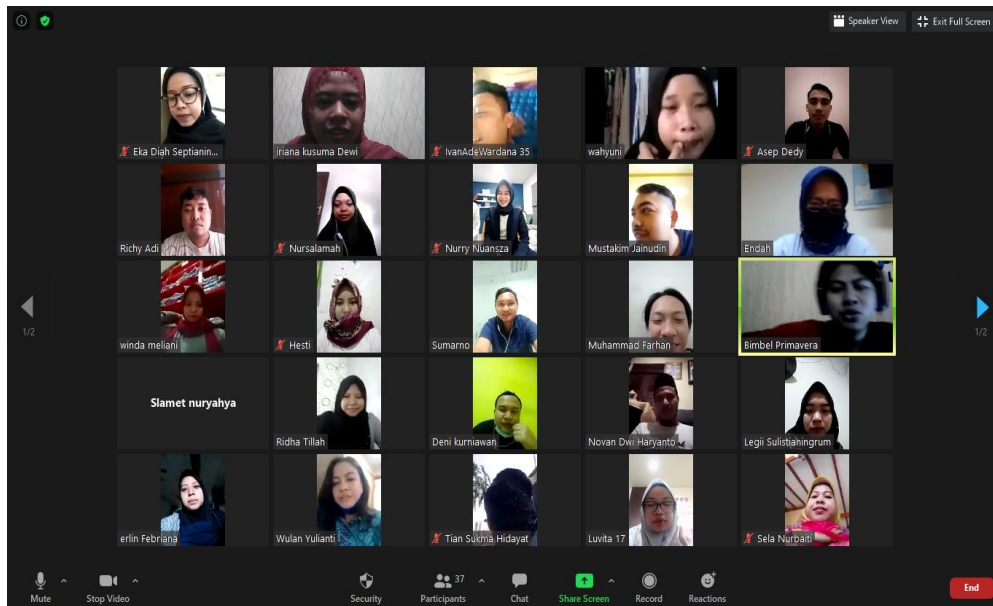 Speaker View
Exit Full Screen
Eka Diah Septianin...
iriana kusuma Dewi
IvanAdeWardana 35
wahyuni
Asep Dedy
Richy Adi
Nursalamah
Nurry Nuansza
Mustakim Jainudin
Endah
1/2
1/2
winda meliani
Hesti
Sumarno
Muhammad Farhan
Bimbel Primavera
Slamet nuryahya
Ridha Tillah
Deni kurniawan
Novan Dwi Haryanto
Legii Sulistianingrum
erlin Febriana
Wulan Yulianti
Tian Sukma Hidayat
Luvita 17
Sela Nurbaiti
Mute
Stop Video
Security
37
Participants
Chat
Share Screen
Record
Reactions
End